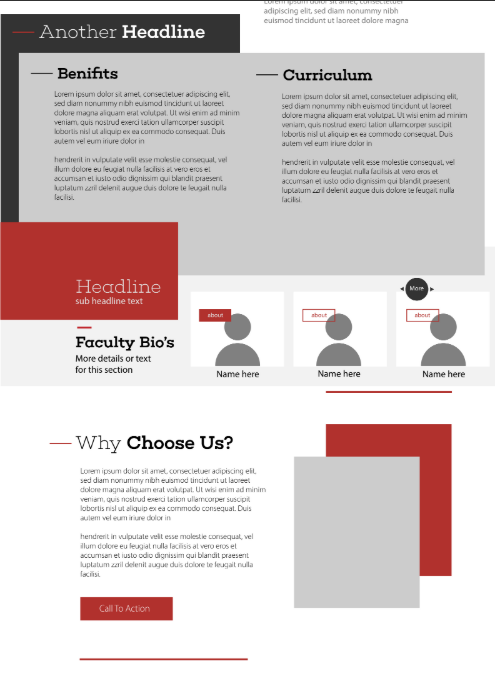 Lorem ipsum dolor sit amet, consectetuer
adipiscing elit, sed diam nonummy nibh
euismod tincidunt ut laoreet dolore magna
Another Headline
Benifits
Lorem ipsum dolor sit amet, consectetuer adipiscing elit,
sed diam nonummy nibh euismod tincidunt ut laoreet
dolore magna aliquam erat volutpat. Ut wisi enim ad minim
veniam, quis nostrud exerci tation ullamcorper suscipit
lobortis nisl ut aliquip ex ea commodo consequat. Duis
autem vel eum iriure dolor in
hendrerit in vulputate velit esse molestie consequat, vel
illum dolore eu feugiat nulla facilisis at vero eros et
accumsan et iusto odio dignissim qui blandit praesent
luptatum zzril delenit augue duis dolore te feugait nulla
facilisi.
Curriculum
Lorem ipsum dolor sit amet, consectetuer adipiscing elit,
sed diam nonummy nibh euismod tincidunt ut laoreet
dolore magna aliquam erat volutpat. Ut wisi enim ad minim
veniam, quis nostrud exerci tation ullamcorper suscipit
lobortis nisl ut aliquip ex ea commodo consequat. Duis
autem vel eum iriure dolor in
hendrerit in vulputate velit esse molestie consequat, vel
illum dolore eu feugiat nulla facilisis at vero eros et
accumsan et iusto odio dignissim qui blandit praesent
luptatum zzril delenit augue duis dolore te feugait nulla
facilisi.
Headline
sub headline text
Faculty Bio's
More details or text
for this section
More
about
about
about
Name here
Name here
Name here
Why Choose Us?
Lorem ipsum dolor sit amet, consectetuer adipiscing elit,
sed diam nonummy nibh euismod tincidunt ut laoreet
dolore magna aliquam erat volutpat. Ut wisi enim ad minim
veniam, quis nostrud exerci tation ullamcorper suscipit
lobortis nisl ut aliquip ex ea commodo consequat. Duis
autem vel eum iriure dolor in
hendrerit in vulputate velit esse molestie consequat, vel
illum dolore eu feugiat nulla facilisis at vero eros et
accumsan et iusto odio dignissim qui blandit praesent
luptatum zzril delenit augue duis dolore te feugait nulla
facilisi.
Call To Action